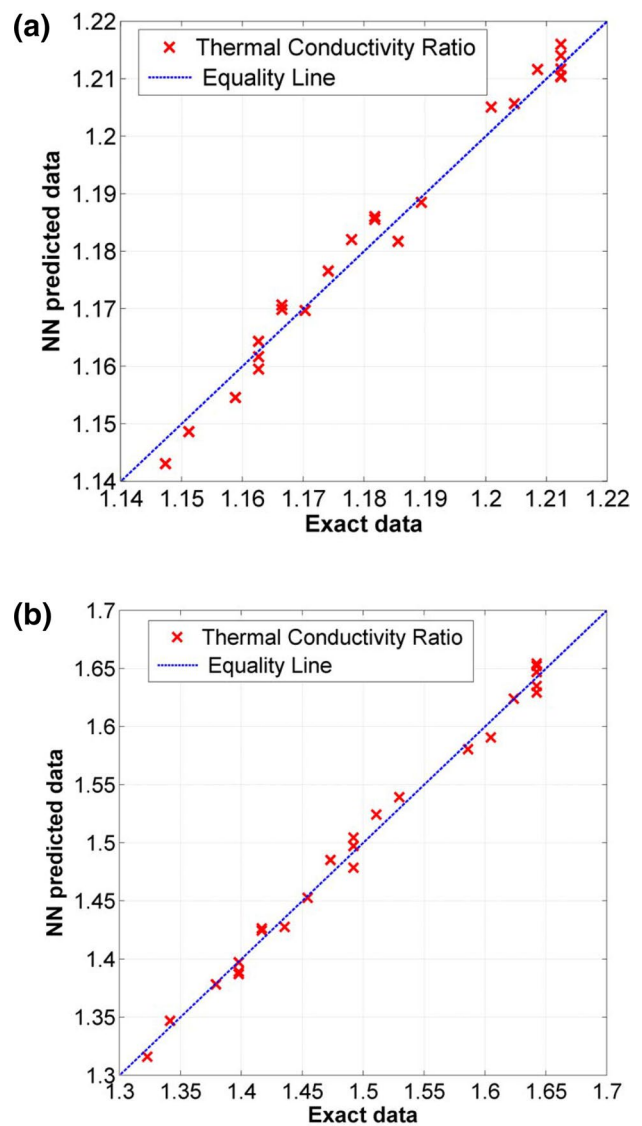 (a)
1.22
1.21
1.2
1.19
1.18
1.17
1.16
1.15
1.14
NN predicted data
Thermal Conductivity Ratio
Equality Line
1.14 1.15 1.16 1.17 1.18 1.19 1.2 1.21 1.22
Exact data
(b)
1.7
1.65
1.6
1.55
1.5
1.45
1.4
1.35
1.3
NN predicted data
Thermal Conductivity Ratio
Equality Line
1.3 1.35 1.4 1.45 1.5 1.55 1.6 1.65 1.7
Exact data